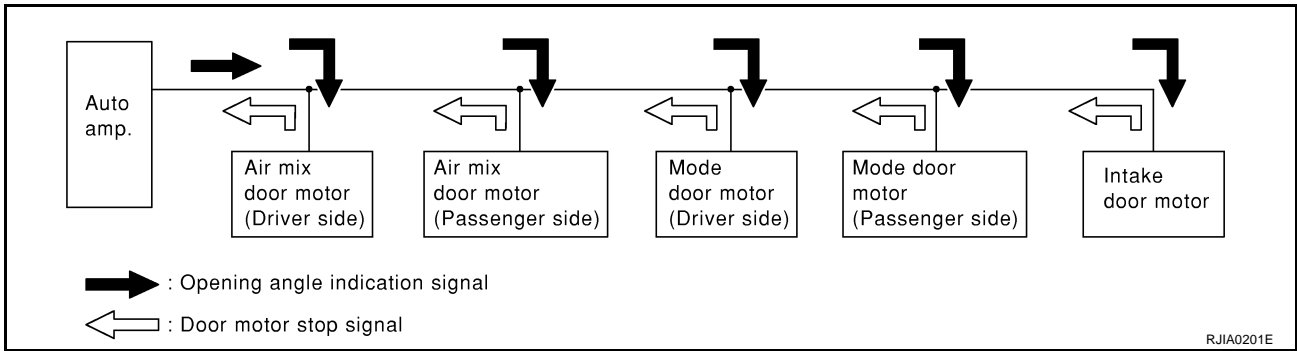 Auto
amp.
Air mix
door motor
(Driver side)
Air mix
door motor
(Passenger side)
Mode
door motor
(Driver side)
Mode door
motor
(Passenger side)
Intake
door motor
: Opening angle indication signal
: Door motor stop signal
RJIA0201E